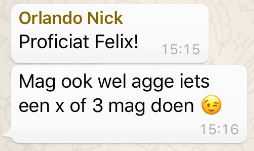 Orlando Nick
Proficiat Felix!
15:15
Mag ook wel agge iets
een x of 3 mag doen 😉
15:16